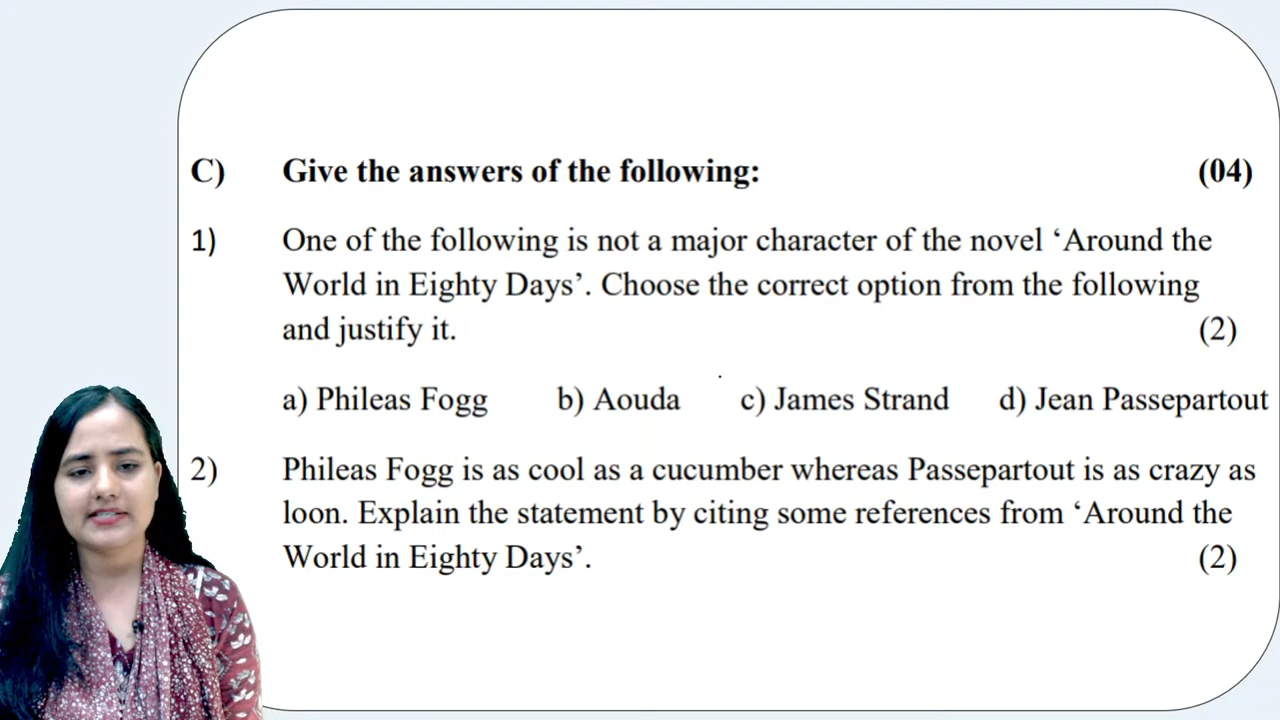 C) Give the answers of the following: (04)
1) One of the following is not a major character of the novel ‘Around the
World in Eighty Days’. Choose the correct option from the following
and justify it. (2)
a) Phileas Fogg b) Aouda c) James Strand d) Jean Passepartout
2) Phileas Fogg is as cool as a cucumber whereas Passepartout is as crazy as
loon. Explain the statement by citing some references from ‘Around the
World in Eighty Days’. (2)